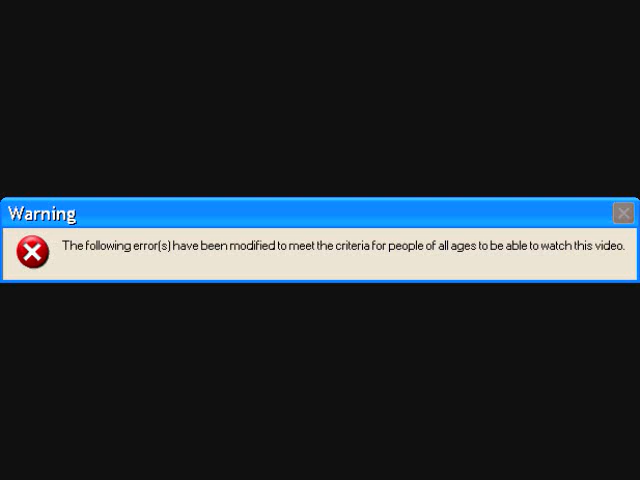 Warning
The following error(s) have been modified to meet the criteria for people of all ages to be able to watch this video.